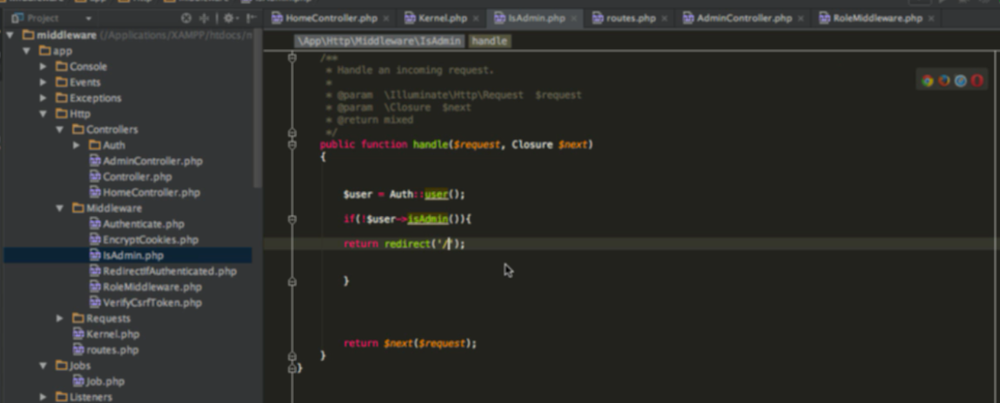 Project
HomeController.php
Kernel.php
IsAdmin.php
routes.php
AdminController.php
RoleMiddleware.php
middleware (/Applications/XAMPP/htdocs/n
app
Console
Events
Exceptions
Http
Controllers
Auth
AdminController.php
Controller.php
HomeController.php
Middleware
Authenticate.php
EncryptCookies.php
IsAdmin.php
RedirectIfAuthenticated.php
RoleMiddleware.php
VerifyCsrfToken.php
Requests
Kernel.php
routes.php
Jobs
Job.php
Listeners
\App\Http\Middleware\IsAdmin handle
/**
* Handle an incoming request.
*
* @param \Illuminate\Http\Request $request
* @param \Closure $next
* @return mixed
*/
public function handle($request, Closure $next)
{
$user = Auth::user();
if(!$user->isAdmin()){
return redirect('/');
}
return $next($request);
}
}